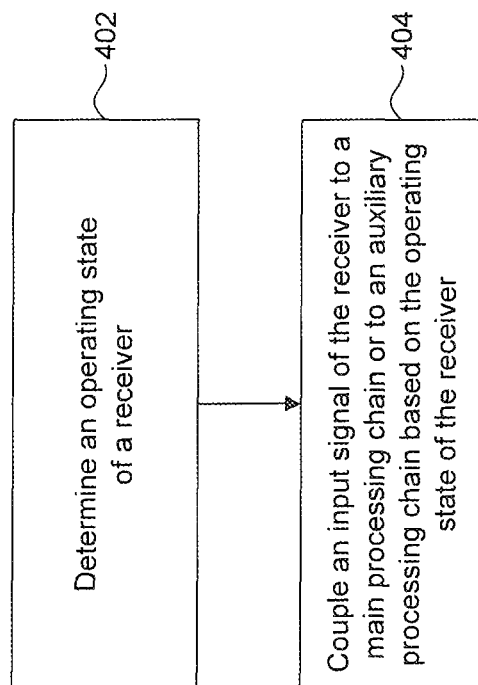 Determine an operating state
of a receiver
402
Couple an input signal of the receiver to a
main processing chain or to an auxiliary
processing chain based on the operating
state of the receiver
404